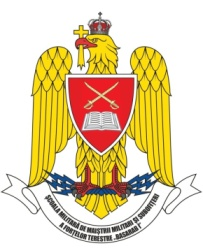 ȘCOALA MILITARĂ DE MAIȘTRI MILITARI ȘI SUBOFIȚERI
A FORȚELOR TERESTRE „BASARAB I"